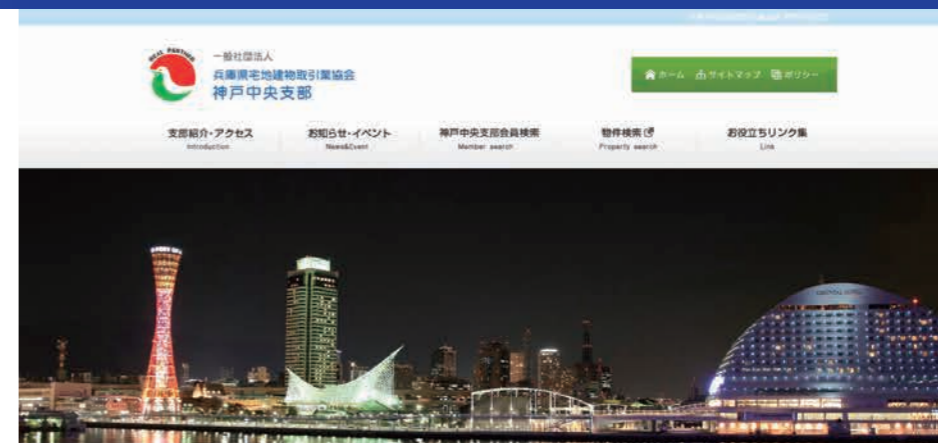 REAL PARTNER
一般社団法人
兵庫県宅地建物取引業協会
神戸中央支部
ホーム サイトマップ ポリシー
支部紹介・アクセス お知らせ・イベント 神戸中央支部会員検索 物件検索 お役立ちリンク集
Introduction News&Event Member search Property search Link